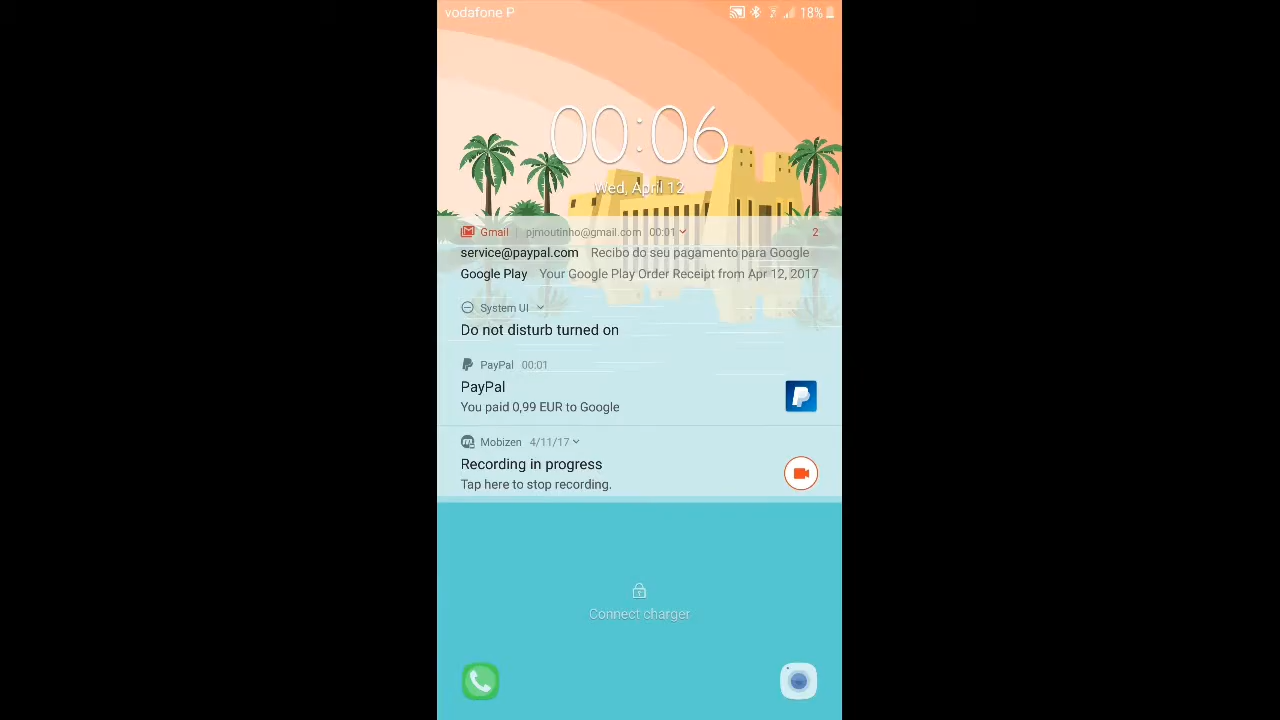 vodafone P
18%
00:06
Wed, April 12
Gmail | pjmoutinho@gmail.com 00:01 2
service@paypal.com Recibo do seu pagamento para Google
Google Play Your Google Play Order Receipt from Apr 12, 2017
System UI
Do not disturb turned on
PayPal 00:01
PayPal
You paid 0,99 EUR to Google
Mobizen 4/11/17
Recording in progress
Tap here to stop recording.
Connect charger